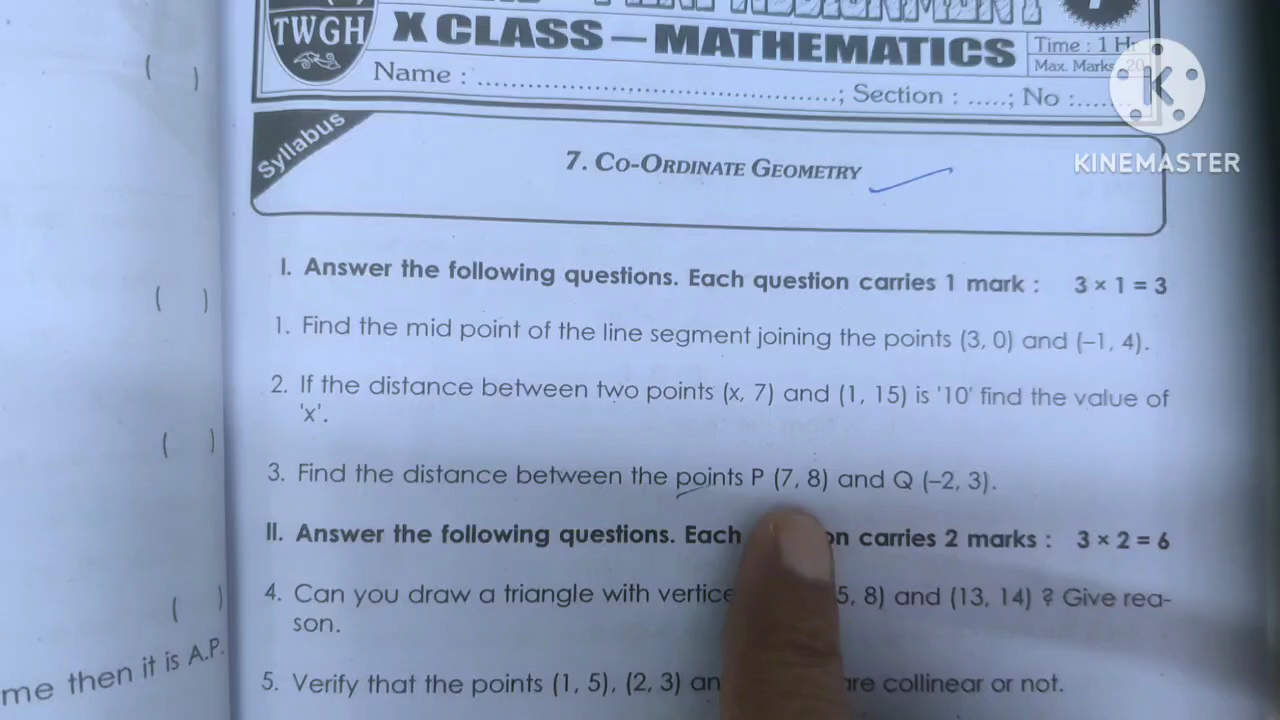 TWGH
X CLASS – MATHEMATICS
Time : 1 Hr
Max. Marks 20
Name : ..........................................; Section : .....; No :.......
KINEMASTER
Syllabus
7. CO-ORDINATE GEOMETRY
I. Answer the following questions. Each question carries 1 mark : 3 × 1 = 3
1. Find the mid point of the line segment joining the points (3, 0) and (–1, 4).
2. If the distance between two points (x, 7) and (1, 15) is '10' find the value of
'x'.
3. Find the distance between the points P (7, 8) and Q (–2, 3).
II. Answer the following questions. Each on carries 2 marks : 3 × 2 = 6
4. Can you draw a triangle with vertice 5, 8) and (13, 14) ? Give rea-
son.
5. Verify that the points (1, 5), (2, 3) an are collinear or not.
me then it is A.P.